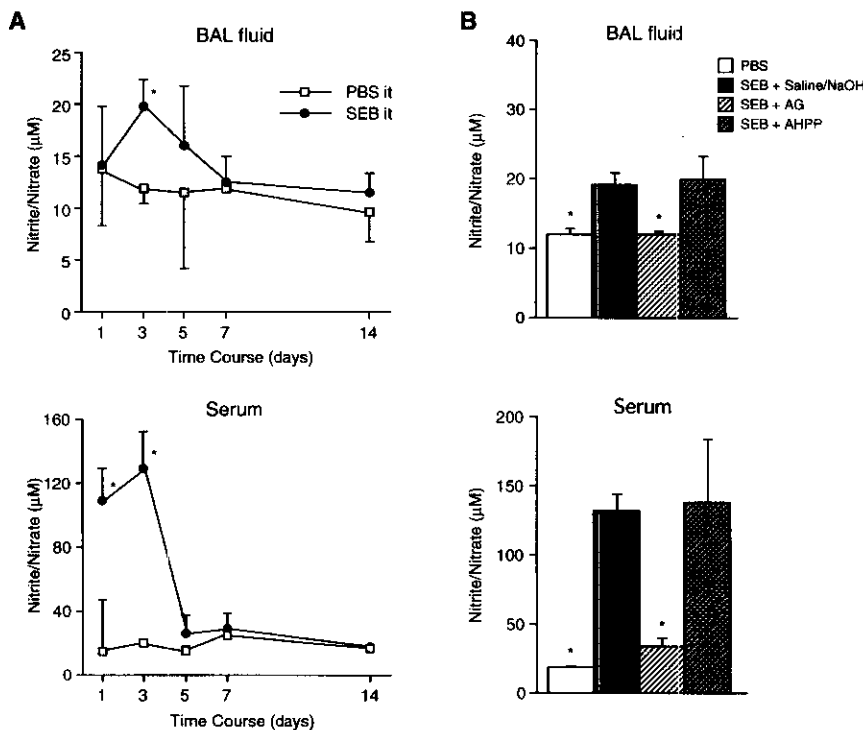 A
BAL fluid
Nitrite/Nitrate (μM)
25
20
15
10
5
0
PBS it
SEB it
*
1 3 5 7 14
Time Course (days)
Serum
Nitrite/Nitrate (μM)
160
120
80
40
0
* *
1 3 5 7 14
Time Course (days)
B
BAL fluid
Nitrite/Nitrate (μM)
40
30
20
10
0
PBS
SEB + Saline/NaOH
SEB + AG
SEB + AHPP
* *
Serum
Nitrite/Nitrate (μM)
200
150
100
50
0
* *